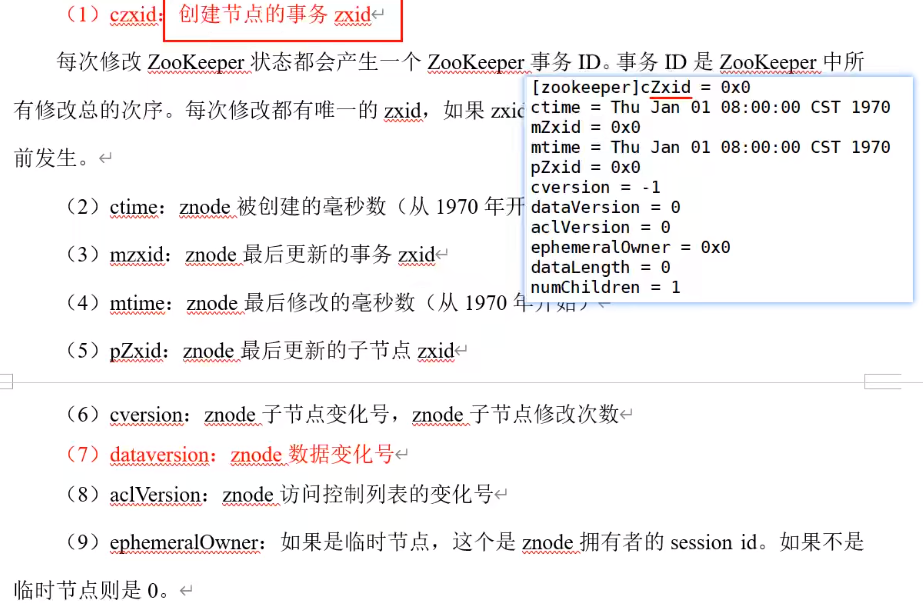 （1）czxid：创建节点的事务 zxid
每次修改 ZooKeeper 状态都会产生一个 ZooKeeper 事务 ID。事务 ID 是 ZooKeeper 中所
有修改总的次序。每次修改都有唯一的 zxid，如果 zxid
前发生。
（2）ctime：znode 被创建的毫秒数（从 1970 年开
（3）mzxid：znode 最后更新的事务 zxid
（4）mtime：znode 最后修改的毫秒数（从 1970 年开始）
（5）pZxid：znode 最后更新的子节点 zxid
[zookeeper]cZxid = 0x0
ctime = Thu Jan 01 08:00:00 CST 1970
mZxid = 0x0
mtime = Thu Jan 01 08:00:00 CST 1970
pZxid = 0x0
cversion = -1
dataVersion = 0
aclVersion = 0
ephemeralOwner = 0x0
dataLength = 0
numChildren = 1
（6）cversion：znode 子节点变化号，znode 子节点修改次数
（7）dataversion：znode 数据变化号
（8）aclVersion：znode 访问控制列表的变化号
（9）ephemeralOwner：如果是临时节点，这个是 znode 拥有者的 session id。如果不是
临时节点则是 0。